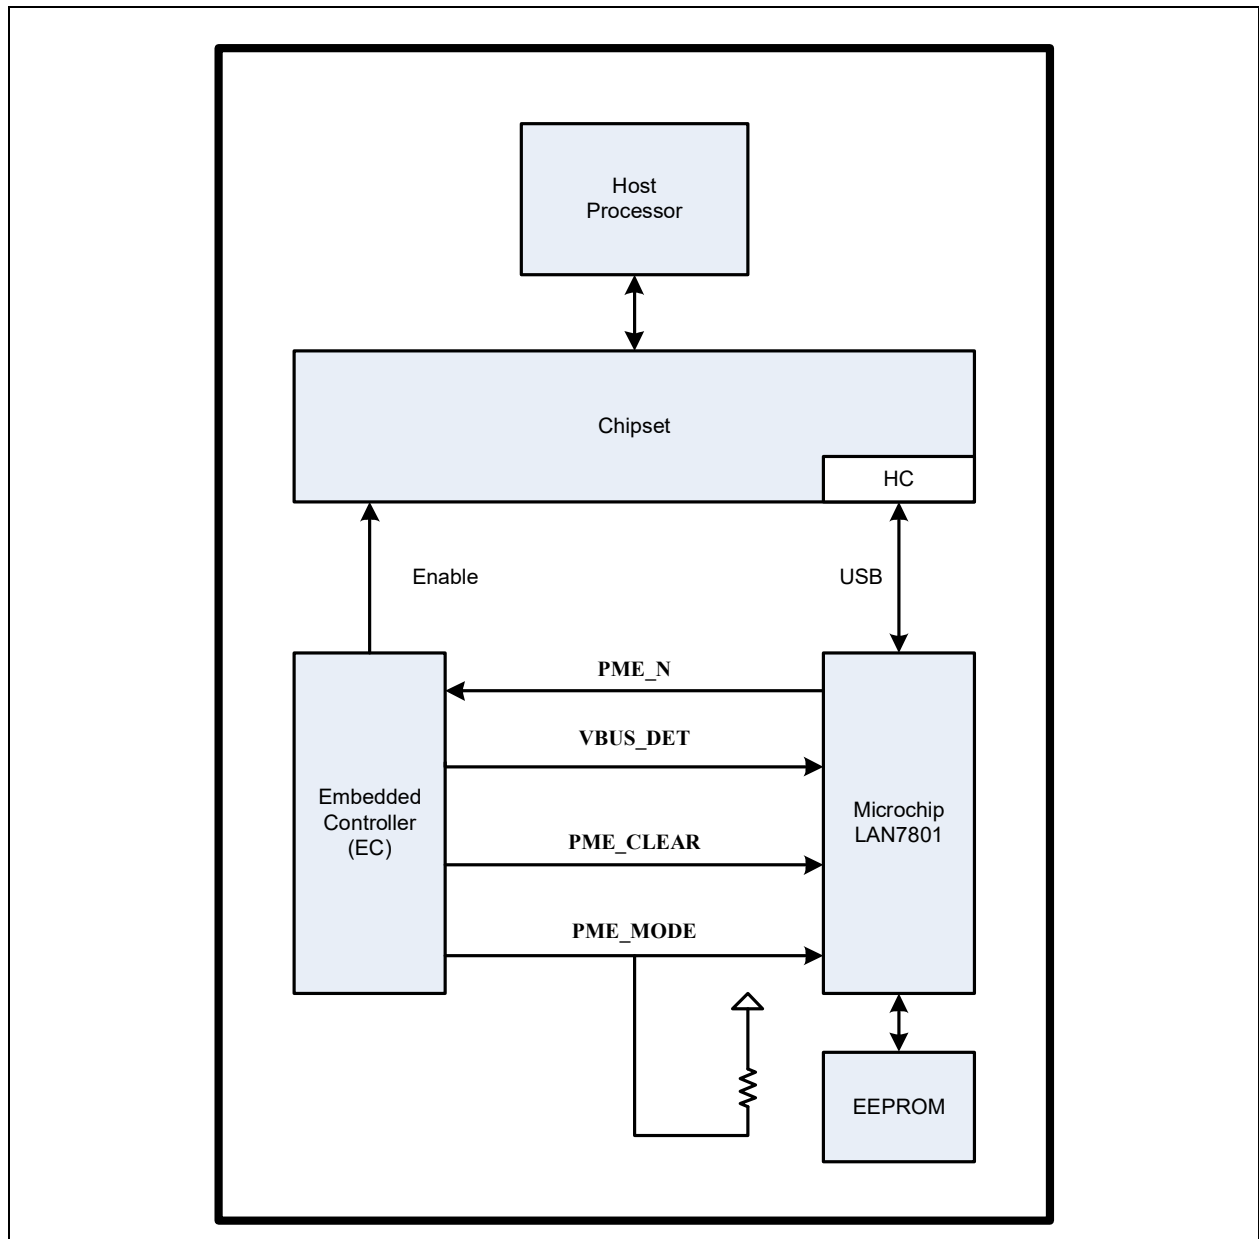 Host
Processor
Chipset
HC
Enable
USB
PME_N
VBUS_DET
Embedded
Controller
(EC)
Microchip
LAN7801
PME_CLEAR
PME_MODE
EEPROM